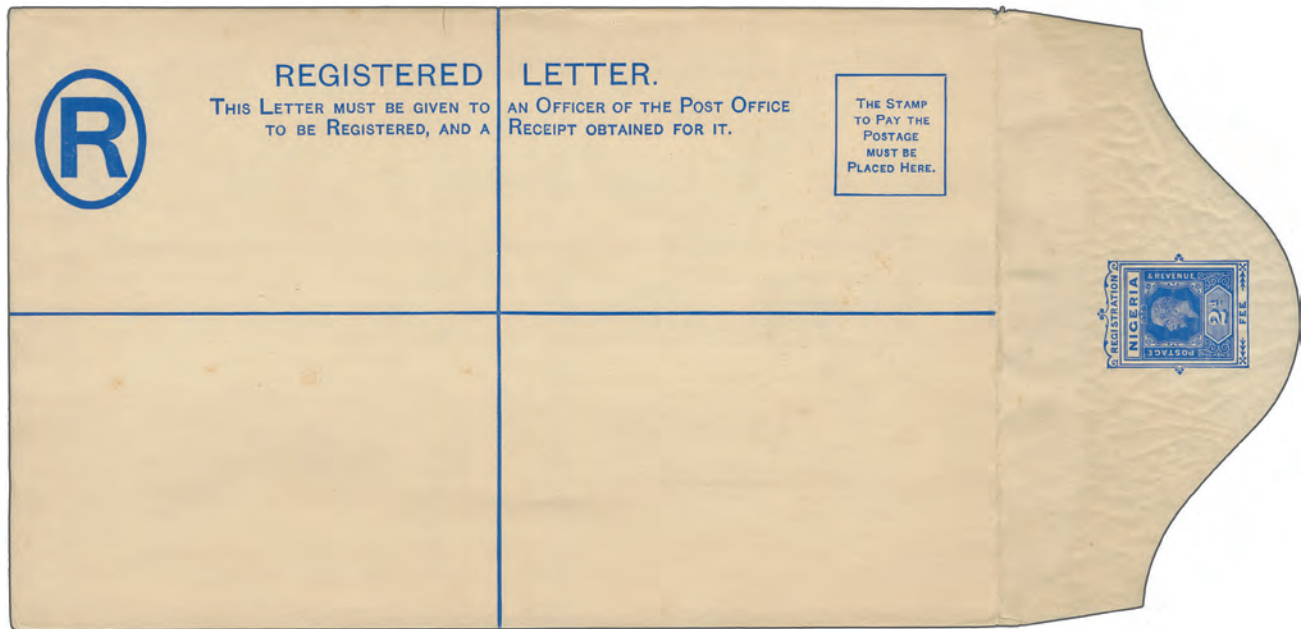 R
REGISTERED LETTER.
THIS LETTER MUST BE GIVEN TO AN OFFICER OF THE POST OFFICE
TO BE REGISTERED, AND A RECEIPT OBTAINED FOR IT.
THE STAMP
TO PAY THE
POSTAGE
MUST BE
PLACED HERE.
REGISTRATION
NIGERIA
POSTAGE
& REVENUE
2d
FEE